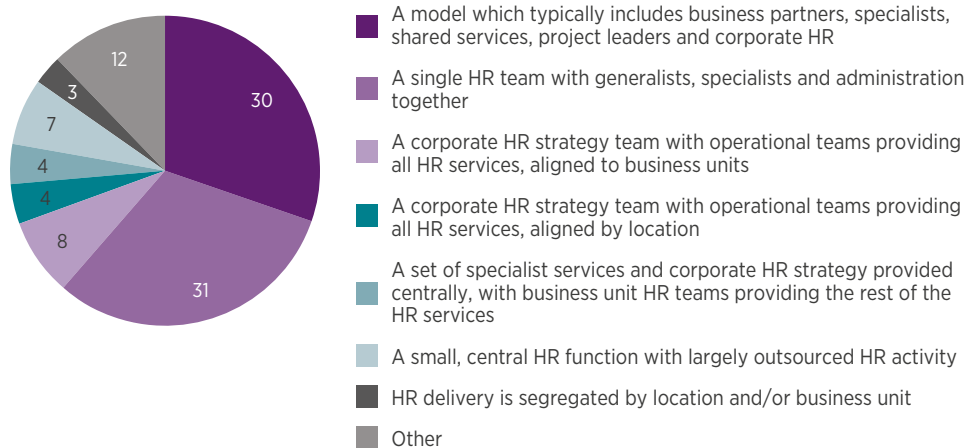 A model which typically includes business partners, specialists,
shared services, project leaders and corporate HR
A single HR team with generalists, specialists and administration
together
A corporate HR strategy team with operational teams providing
all HR services, aligned to business units
A corporate HR strategy team with operational teams providing
all HR services, aligned by location
A set of specialist services and corporate HR strategy provided
centrally, with business unit HR teams providing the rest of the
HR services
A small, central HR function with largely outsourced HR activity
HR delivery is segregated by location and/or business unit
Other
30
31
8
4
4
7
3
12